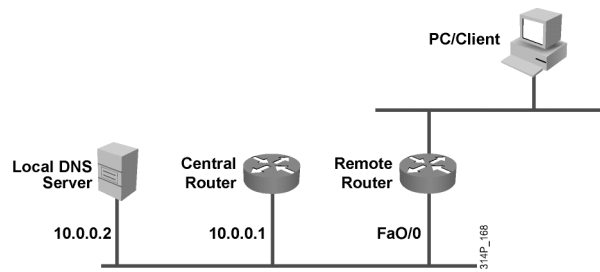 PC/Client
Local DNS
Server
Central
Router
Remote
Router
10.0.0.2
10.0.0.1
FaO/0
314P_168